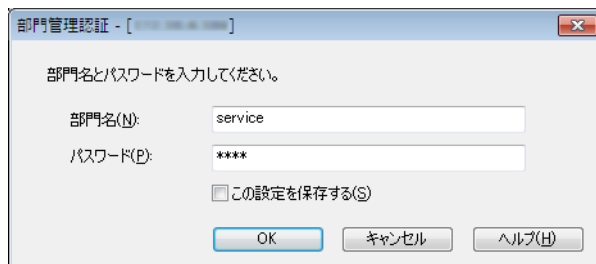 部門管理認証 - [ ]
部門名とパスワードを入力してください。
部門名(N): service
パスワード(P): ****
この設定を保存する(S)
OK キャンセル ヘルプ(H)